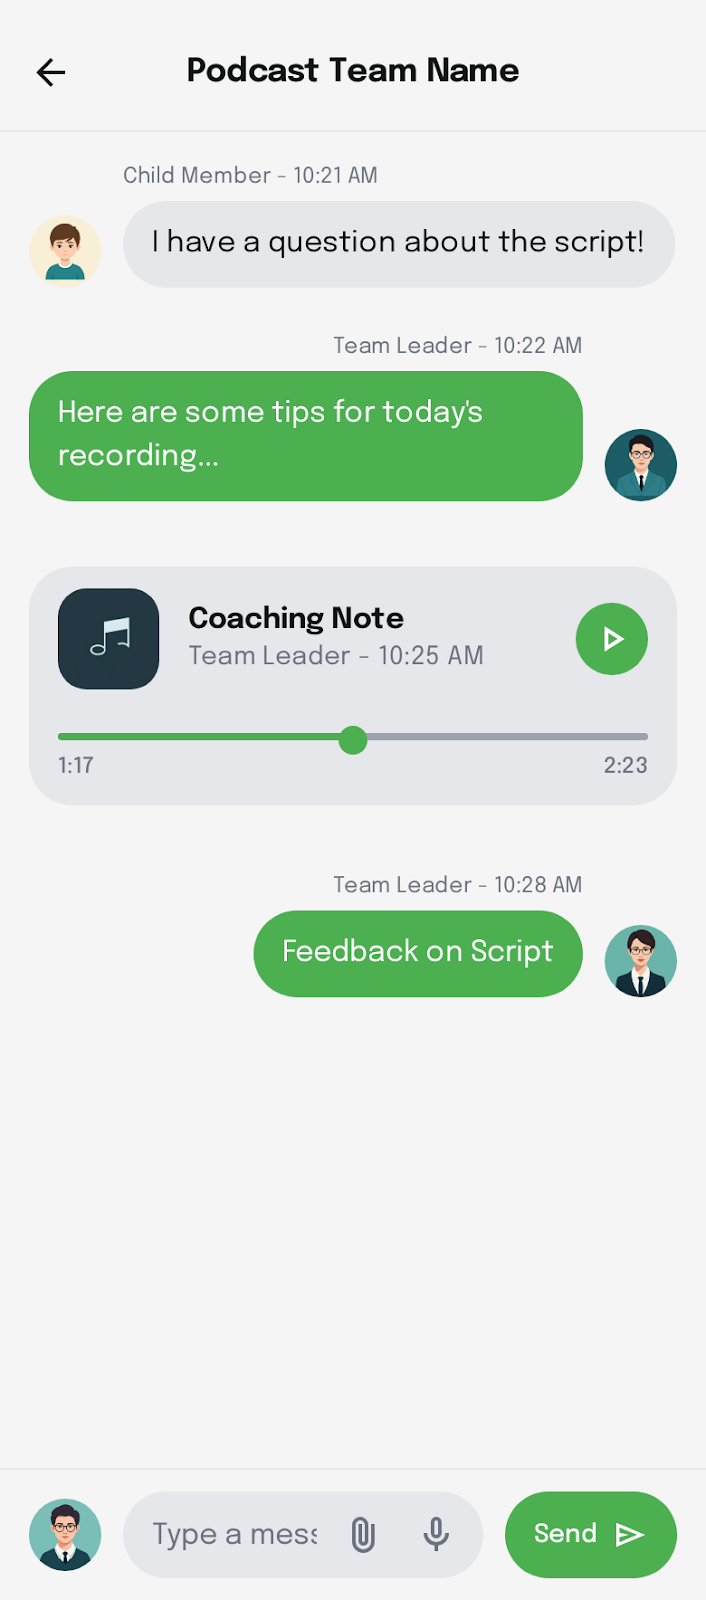 Podcast Team Name
Child Member - 10:21 AM
I have a question about the script!
Team Leader - 10:22 AM
Here are some tips for today's
recording...
Coaching Note
Team Leader - 10:25 AM
1:17
2:23
Team Leader - 10:28 AM
Feedback on Script
Type a mess
Send